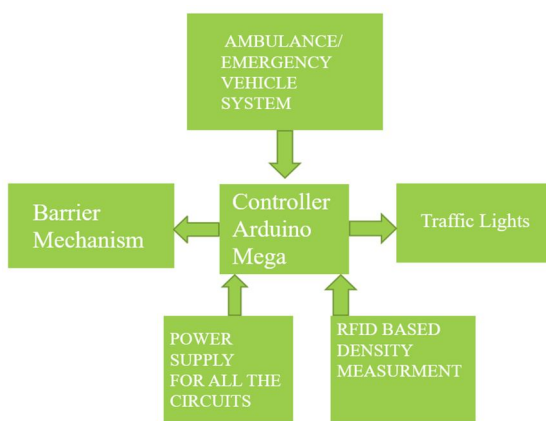 AMBULANCE/
EMERGENCY
VEHICLE
SYSTEM
Barrier
Mechanism
Controller
Arduino
Mega
Traffic Lights
POWER
SUPPLY
FOR ALL THE
CIRCUITS
RFID BASED
DENSITY
MEASURMENT